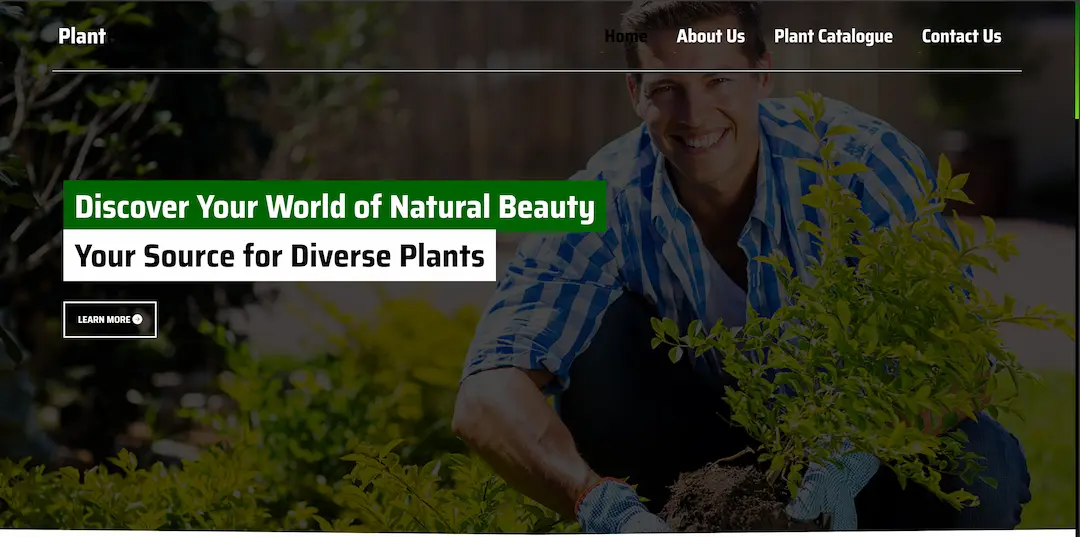 Plant
Home About Us Plant Catalogue Contact Us
Discover Your World of Natural Beauty
Your Source for Diverse Plants
LEARN MORE